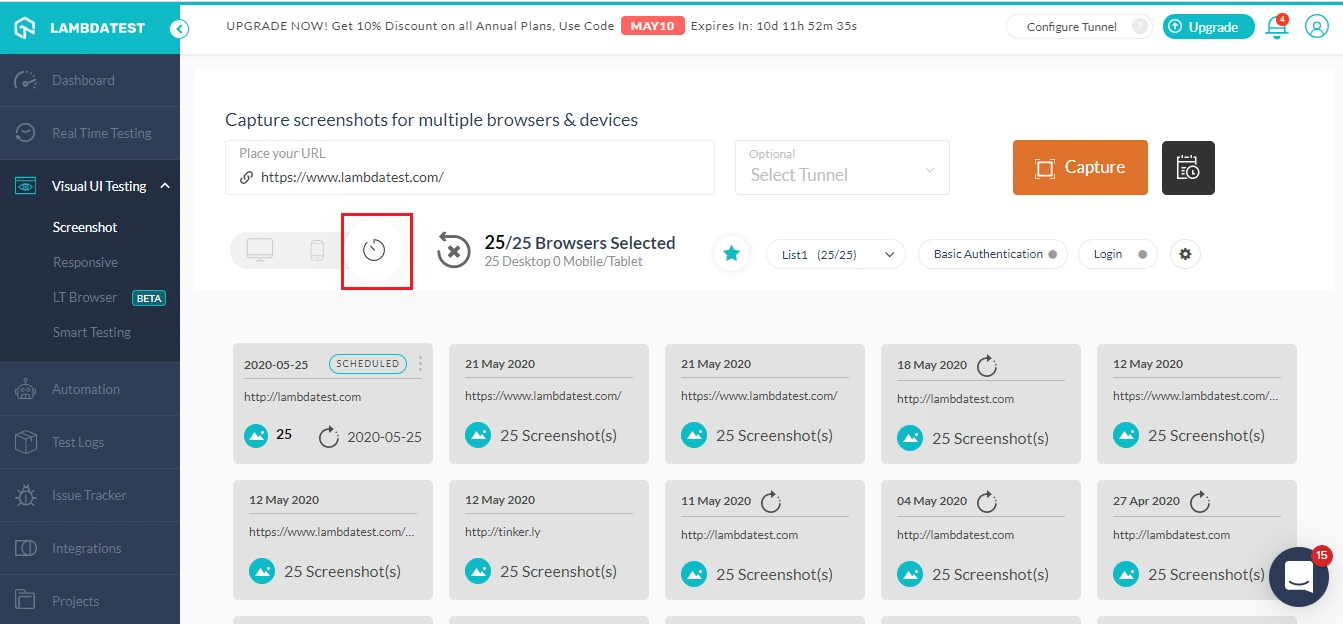 LAMBDATEST
UPGRADE NOW! Get 10% Discount on all Annual Plans, Use Code MAY10 Expires In: 10d 11h 52m 35s
Configure Tunnel ?
Upgrade
4
Dashboard
Real Time Testing
Visual UI Testing
Screenshot
Responsive
LT Browser BETA
Smart Testing
Automation
Test Logs
Issue Tracker
Integrations
Projects
Capture screenshots for multiple browsers & devices
Place your URL
https://www.lambdatest.com/
Optional
Select Tunnel
Capture
25/25 Browsers Selected
25 Desktop 0 Mobile/Tablet
List1 (25/25)
Basic Authentication
Login
2020-05-25 SCHEDULED
http://lambdatest.com
25 2020-05-25
21 May 2020
https://www.lambdatest.com/
25 Screenshot(s)
21 May 2020
https://www.lambdatest.com/
25 Screenshot(s)
18 May 2020
http://lambdatest.com
25 Screenshot(s)
12 May 2020
https://www.lambdatest.com/...
25 Screenshot(s)
12 May 2020
https://www.lambdatest.com/...
25 Screenshot(s)
12 May 2020
http://tinker.ly
25 Screenshot(s)
11 May 2020
http://lambdatest.com
25 Screenshot(s)
04 May 2020
http://lambdatest.com
25 Screenshot(s)
27 Apr 2020
http://lambdatest.com
25 Screenshot(s)
15